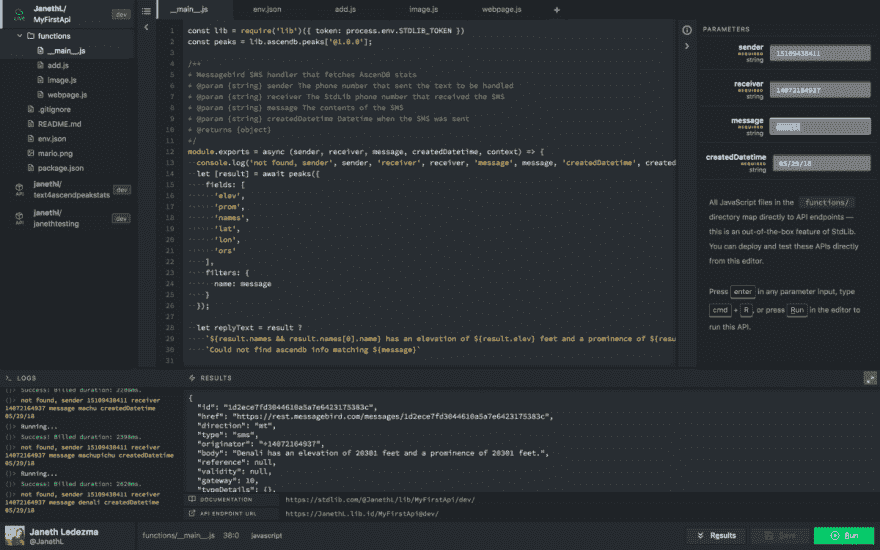 JanethL/
MyFirstApi
dev
LIVE
functions
__main__.js
add.js
image.js
webpage.js
.gitignore
README.md
env.json
mario.png
package.json
janethl/
text4ascendpeakstats
dev
API
janethl/
janethtesting
dev
API
__main__.js env.json add.js image.js webpage.js +
1 const lib = require('lib')({ token: process.env.STDLIB_TOKEN })
2 const peaks = lib.ascendb.peaks['@1.0.0'];
3
4 /**
5 * Messagebird SMS handler that fetches AscenDB stats
6 * @param {string} sender The phone number that sent the text to be handled
7 * @param {string} receiver The StdLib phone number that received the SMS
8 * @param {string} message The contents of the SMS
9 * @param {string} createdDatetime Datetime when the SMS was sent
10 * @returns {object}
11 */
12 module.exports = async (sender, receiver, message, createdDatetime, context) => {
13 console.log('not found, sender', sender, 'receiver', receiver, 'message', message, 'createdDatetime', created
14 let [result] = await peaks({
15 fields: [
16 'elev',
17 'prom',
18 'names',
19 'lat',
20 'lon',
21 'ors'
22 ],
23 filters: {
24 name: message
25 }
26 });
27
28 let replyText = result ?
29 `${result.names && result.names[0].name} has an elevation of ${result.elev} feet and a prominence of ${resu
30 `Could not find ascendb info matching ${message}`
31
PARAMETERS
sender
REQUIRED
string
15109438411
receiver
REQUIRED
string
14072164937
message
REQUIRED
string
createdDatetime
REQUIRED
string
05/29/18
All JavaScript files in the functions/
directory map directly to API endpoints —
this is an out-of-the-box feature of StdLib.
You can deploy and test these APIs directly
from this editor.
Press enter in any parameter input, type
cmd + R, or press Run in the editor to
run this API.
LOGS
()> Success! Billed duration: 2209ms.
()> not found, sender 15109438411 receiver
14072164937 message machu createdDatetime
05/29/18
()> Running...
()> Success! Billed duration: 2398ms.
()> not found, sender 15109438411 receiver
14072164937 message machupichu createdDatetime
05/29/18
()> Running...
()> Success! Billed duration: 2620ms.
()> not found, sender 15109438411 receiver
14072164937 message denali createdDatetime
05/29/18
RESULTS
{
"id": "1d2ece7fd3044610a5a7e6423175383c",
"href": "https://rest.messagebird.com/messages/1d2ece7fd3044610a5a7e6423175383c",
"direction": "mt",
"type": "sms",
"originator": "+14072164937",
"body": "Denali has an elevation of 20301 feet and a prominence of 20301 feet.",
"reference": null,
"validity": null,
"gateway": 10,
"typeDetails": {},
DOCUMENTATION https://stdlib.com/@JanethL/lib/MyFirstApi/dev/
API ENDPOINT URL https://JanethL.lib.id/MyFirstApi@dev/
Janeth Ledezma
@JanethL
functions/__main__.js 38:0 javascript
Results
Save
Run